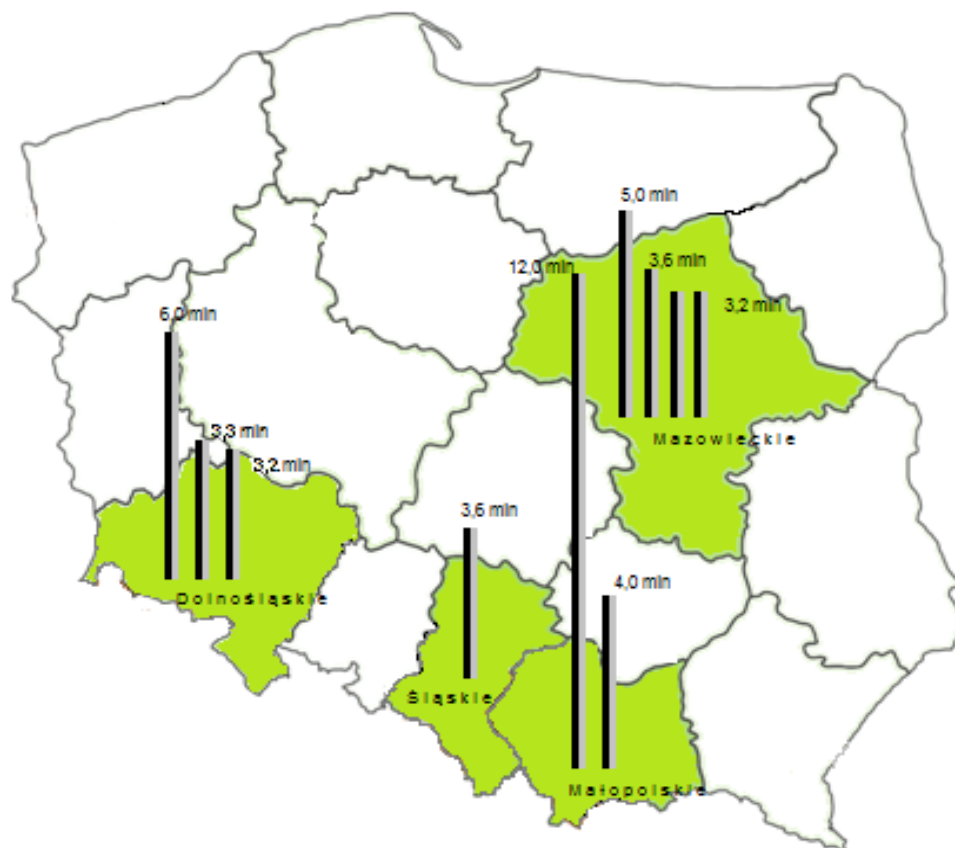 5,0 mln
12,0 mln
3,6 mln
3,2 mln
6,0 mln
3,3 mln
3,2 mln
Mazowieckie
3,6 mln
4,0 mln
Dolnośląskie
Śląskie
Małopolskie